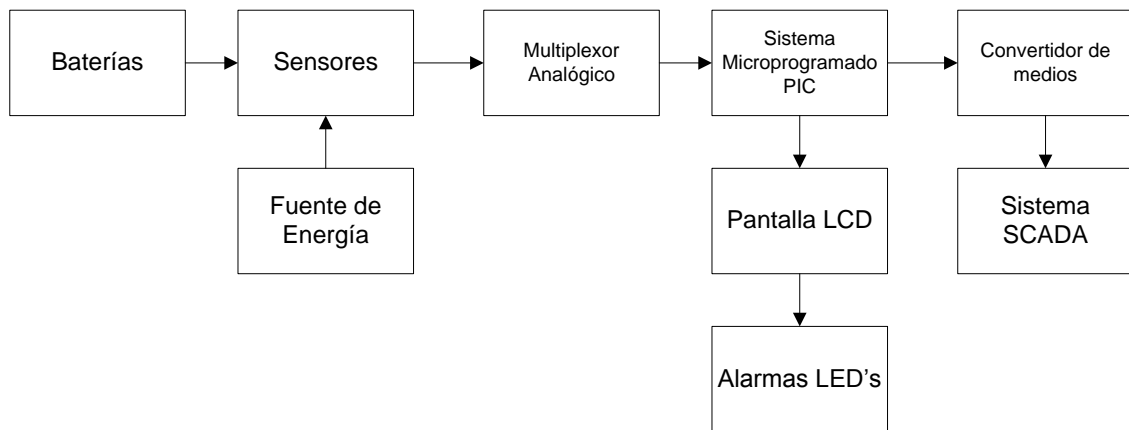 Baterías
Sensores
Multiplexor
Analógico
Sistema
Microprogramado
PIC
Convertidor de
medios
Fuente de
Energía
Pantalla LCD
Sistema
SCADA
Alarmas LED’s